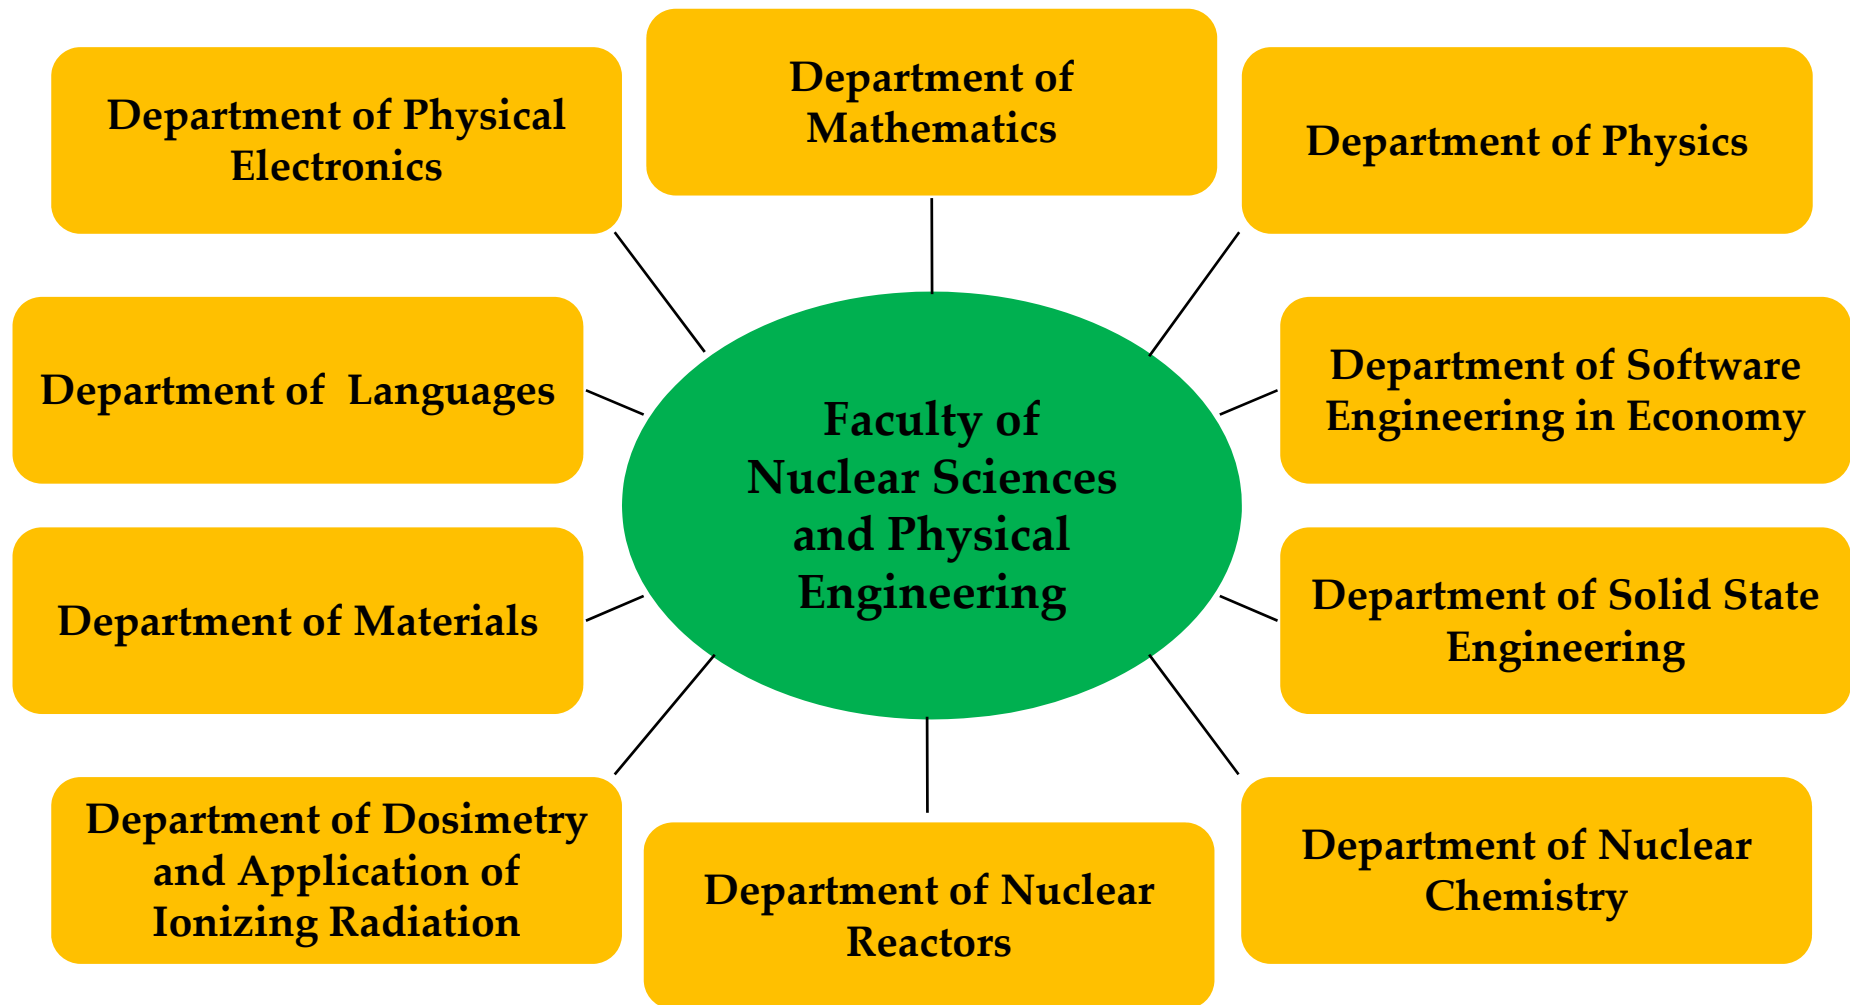 Department of Physical
Electronics
Department of
Mathematics
Department of Physics
Department of Languages
Faculty of
Nuclear Sciences
and Physical
Engineering
Department of Software
Engineering in Economy
Department of Materials
Department of Solid State
Engineering
Department of Dosimetry
and Application of
Ionizing Radiation
Department of Nuclear
Reactors
Department of Nuclear
Chemistry